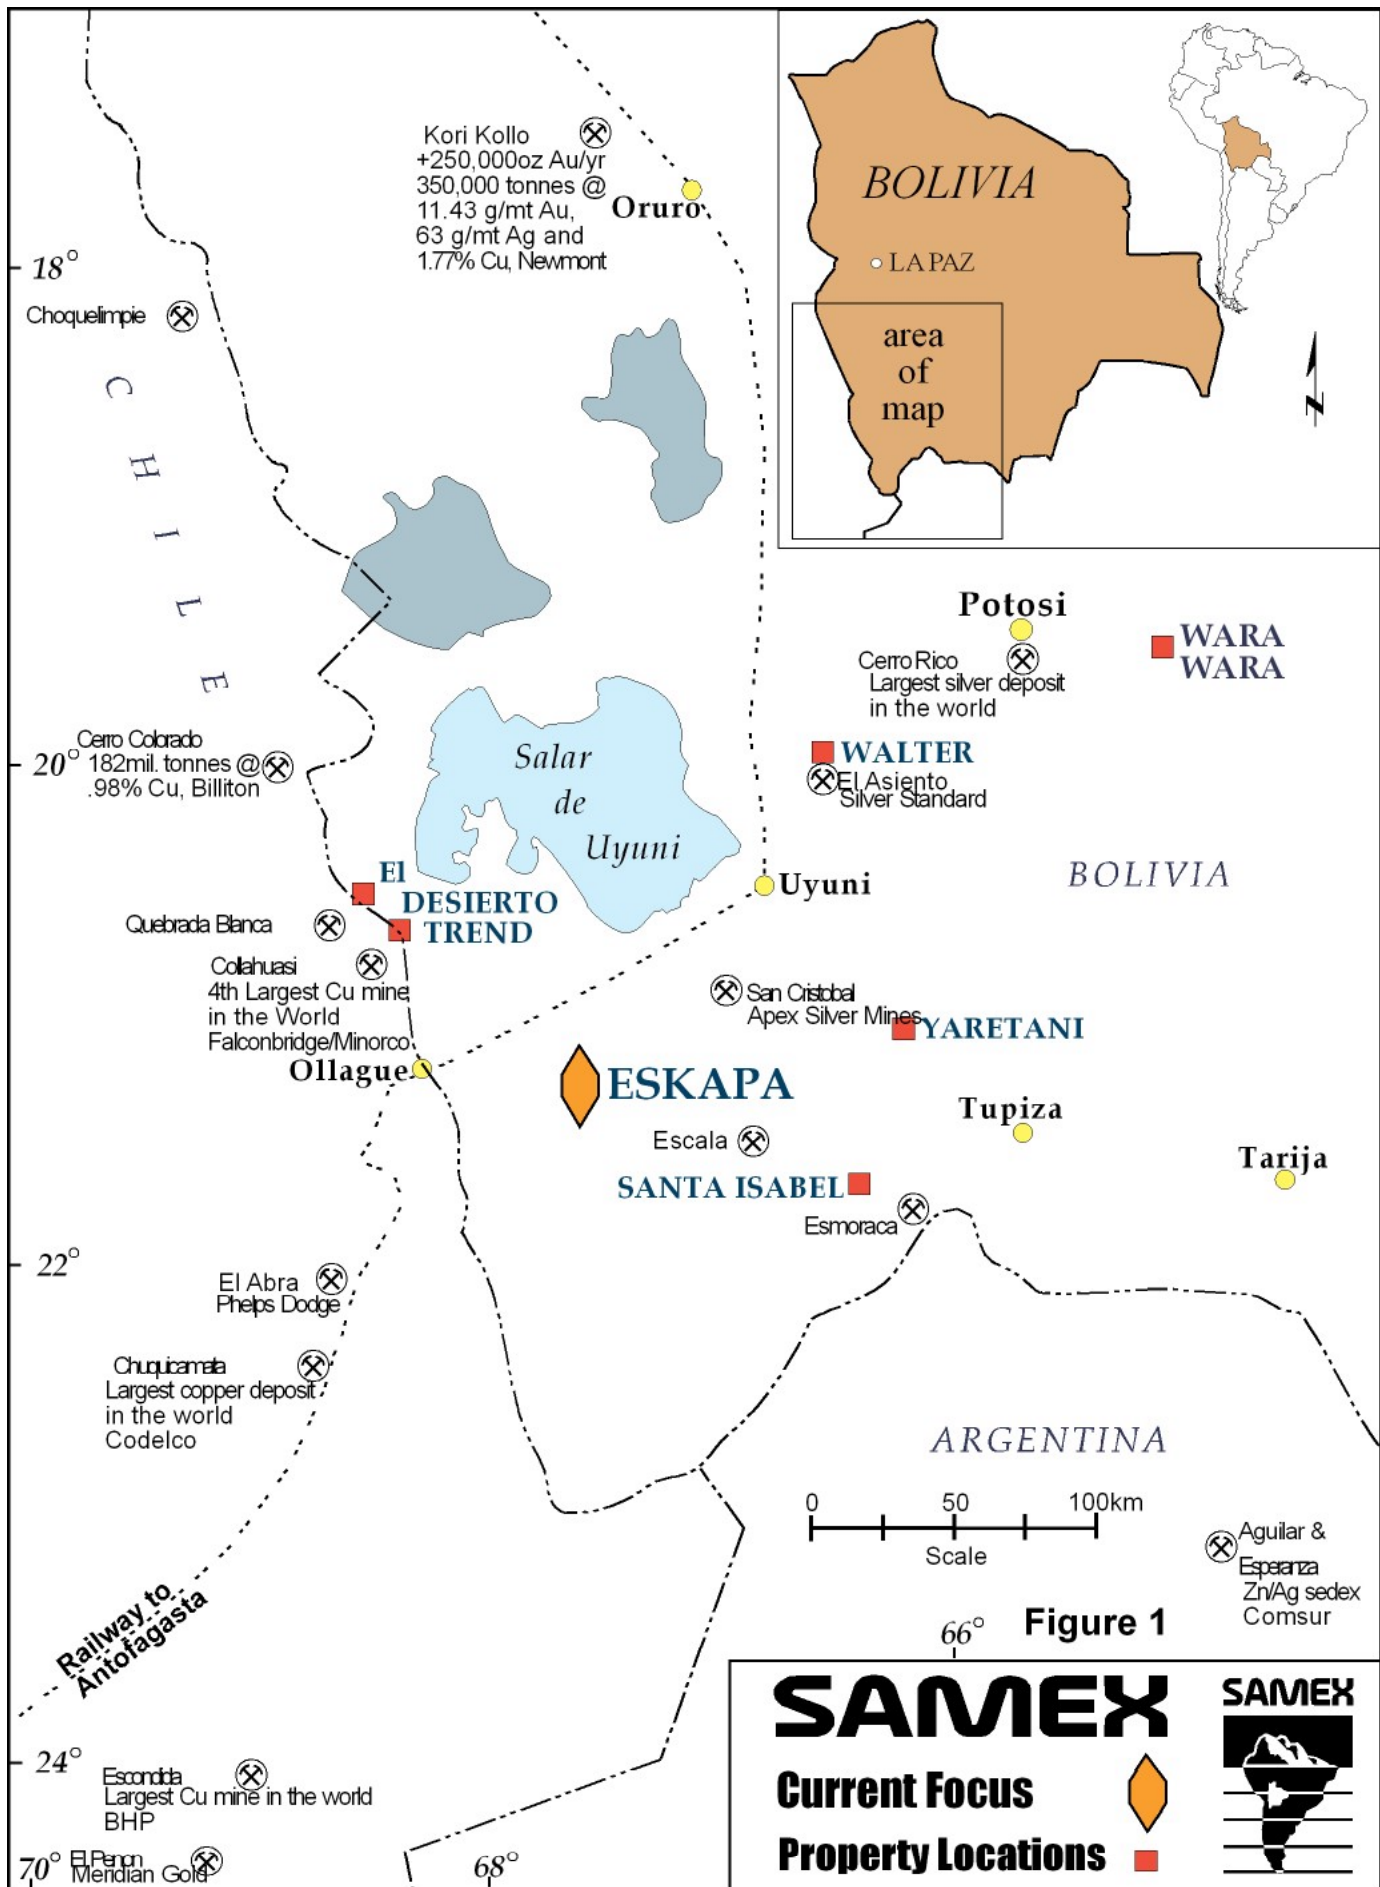 Kori Kollo
+250,000oz Au/yr
350,000 tonnes @
11.43 g/mt Au,
63 g/mt Ag and
1.77% Cu, Newmont
Oruro
BOLIVIA
LA PAZ
area
of
map
N
18°
Choquelimpie
CHILE
Potosi
Cerro Rico
Largest silver deposit
in the world
WARA
WARA
Cerro Colorado
182mil. tonnes @
.98% Cu, Billiton
20°
Salar
de
Uyuni
WALTER
El Asiento
Silver Standard
BOLIVIA
Uyuni
El
DESIERTO
TREND
Quebrada Blanca
Collahuasi
4th Largest Cu mine
in the World
Falconbridge/Minorco
Ollague
San Cristobal
Apex Silver Mines
YARETANI
ESKAPA
Tupiza
Escala
Tarija
SANTA ISABEL
Esmoraca
22°
El Abra
Phelps Dodge
Chuquicamata
Largest copper deposit
in the world
Codelco
ARGENTINA
0 50 100km
Scale
Aguilar &
Esperanza
Zn/Ag sedex
Comsur
Railway to
Antofagasta
66°
Figure 1
24°
Escondida
Largest Cu mine in the world
BHP
70°
El Penon
Meridian Gold
68°
SAMEX
Current Focus
Property Locations
SAMEX